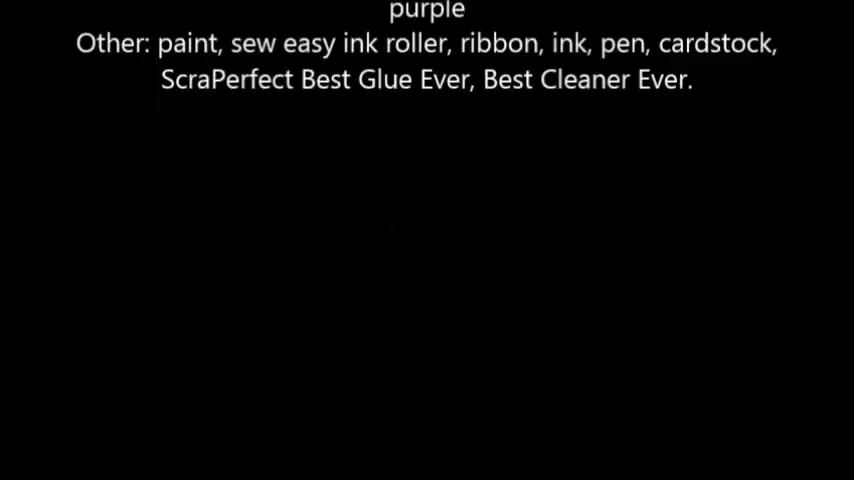 purple
Other: paint, sew easy ink roller, ribbon, ink, pen, cardstock,
ScraPerfect Best Glue Ever, Best Cleaner Ever.